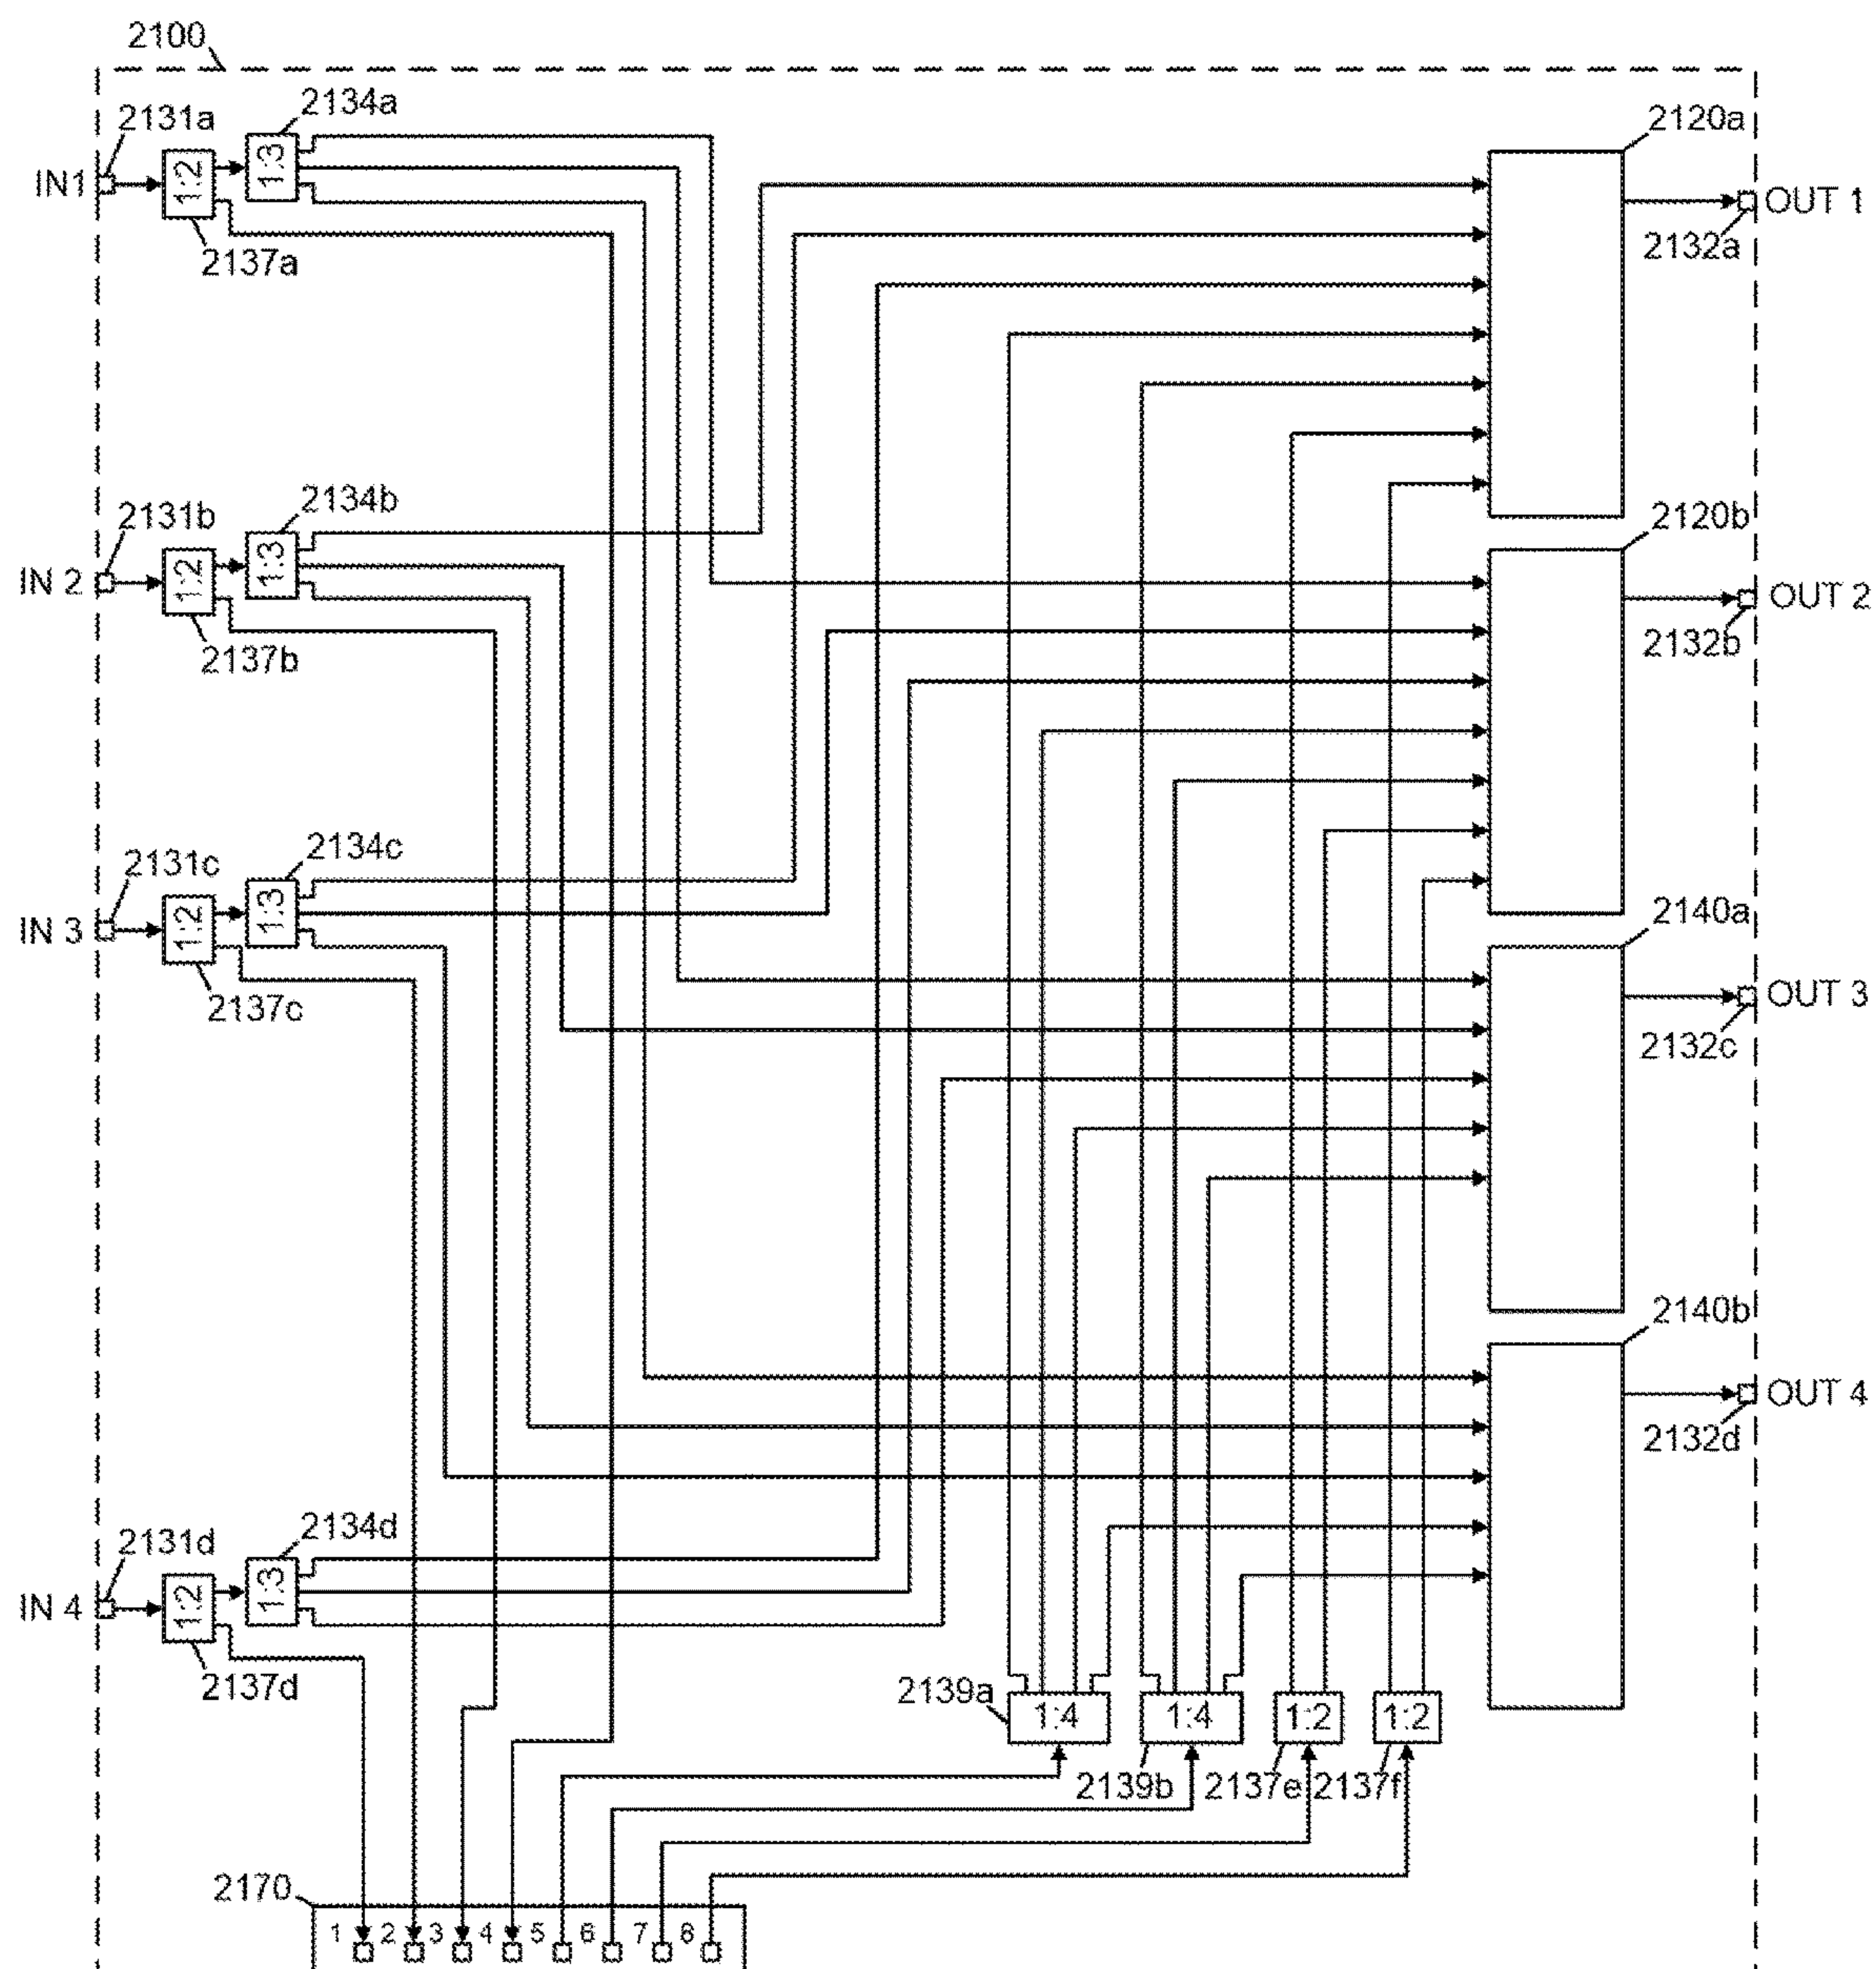 2100
2131a
2134a
IN1
1:2
1:3
2137a
2120a
OUT 1
2132a
2131b
2134b
IN 2
1:2
1:3
2137b
2120b
OUT 2
2132b
2131c
2134c
IN 3
1:2
1:3
2137c
2140a
OUT 3
2132c
2140b
OUT 4
2132d
2131d
2134d
IN 4
1:2
1:3
2137d
2139a
1:4
1:4
1:2
1:2
2139b
2137e
2137f
2170
1 2 3 4 5 6 7 8